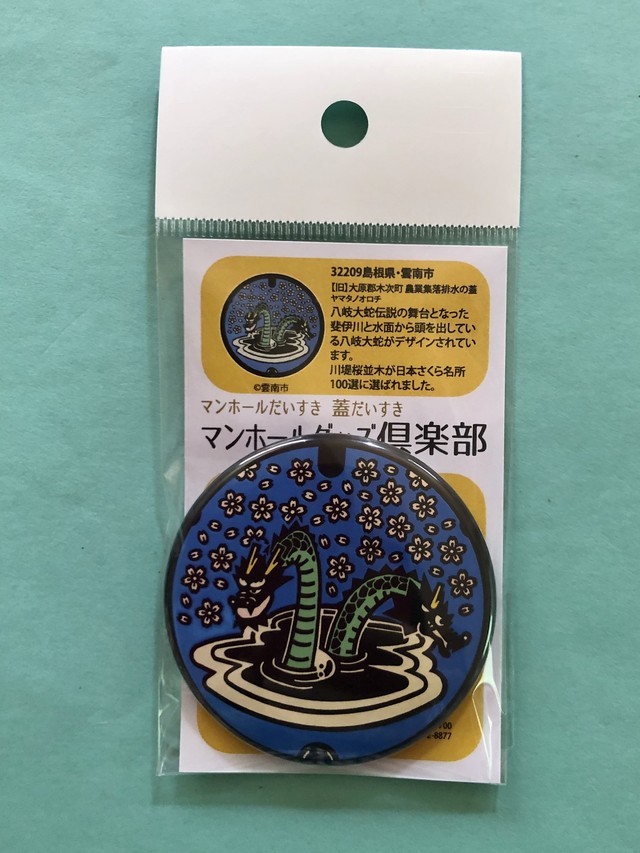 32209島根県・雲南市
【旧】大原郡木次町 農業集落排水の蓋
ヤマタノオロチ
八岐大蛇伝説の舞台となった
斐伊川と水面から頭を出してい
る八岐大蛇がデザインされてい
ます。
川堤桜並木が日本さくら名所
100選に選ばれました。
©雲南市
マンホールだいすき 蓋だいすき
マンホールグッズ倶楽部
00
-8877